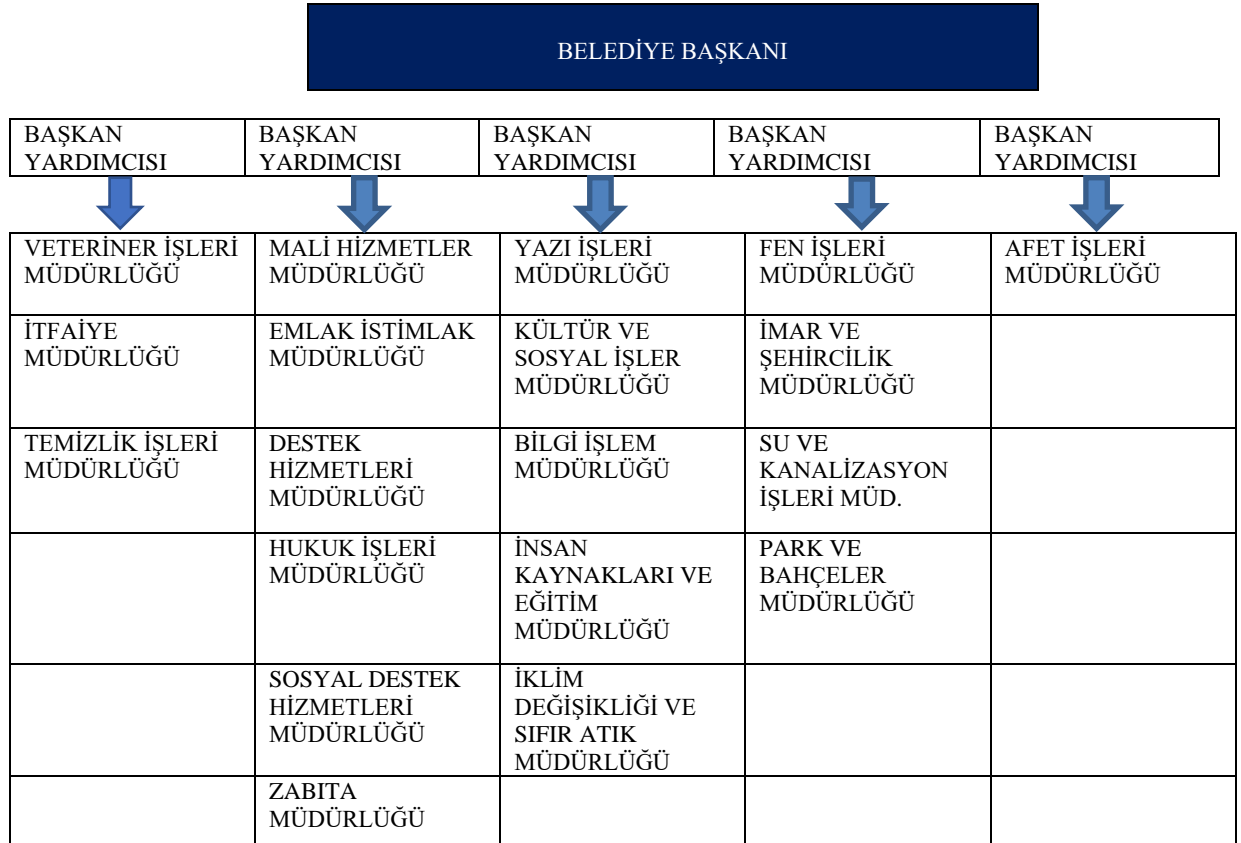 BELEDİYE BAŞKANI
BAŞKAN
YARDIMCISI
BAŞKAN
YARDIMCISI
BAŞKAN
YARDIMCISI
BAŞKAN
YARDIMCISI
BAŞKAN
YARDIMCISI
VETERİNER İŞLERİ
MÜDÜRLÜĞÜ
MALİ HİZMETLER
MÜDÜRLÜĞÜ
YAZI İŞLERİ
MÜDÜRLÜĞÜ
FEN İŞLERİ
MÜDÜRLÜĞÜ
AFET İŞLERİ
MÜDÜRLÜĞÜ
İTFAİYE
MÜDÜRLÜĞÜ
EMLAK İSTİMLAK
MÜDÜRLÜĞÜ
KÜLTÜR VE
SOSYAL İŞLER
MÜDÜRLÜĞÜ
İMAR VE
ŞEHİRCİLİK
MÜDÜRLÜĞÜ
TEMİZLİK İŞLERİ
MÜDÜRLÜĞÜ
DESTEK
HİZMETLERİ
MÜDÜRLÜĞÜ
BİLGİ İŞLEM
MÜDÜRLÜĞÜ
SU VE
KANALİZASYON
İŞLERİ MÜD.
HUKUK İŞLERİ
MÜDÜRLÜĞÜ
İNSAN
KAYNAKLARI VE
EĞİTİM
MÜDÜRLÜĞÜ
PARK VE
BAHÇELER
MÜDÜRLÜĞÜ
SOSYAL DESTEK
HİZMETLERİ
MÜDÜRLÜĞÜ
İKLİM
DEĞİŞİKLİĞİ VE
SIFIR ATIK
MÜDÜRLÜĞÜ
ZABITA
MÜDÜRLÜĞÜ